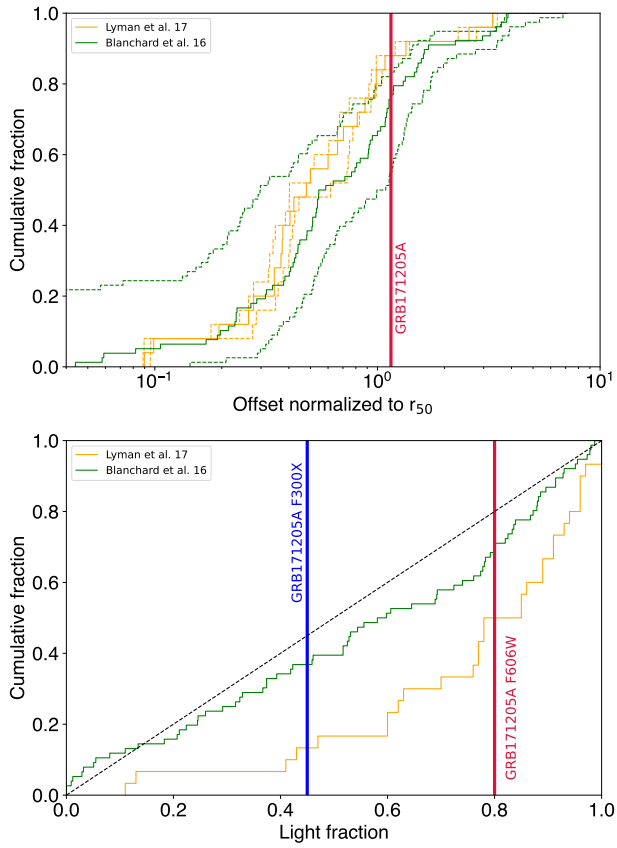 Lyman et al. 17
Blanchard et al. 16
1.0
0.8
0.6
0.4
0.2
0.0
Cumulative fraction
GRB171205A
10⁻¹
10⁰
10¹
Offset normalized to r₅₀
Lyman et al. 17
Blanchard et al. 16
1.0
0.8
0.6
0.4
0.2
0.0
Cumulative fraction
GRB171205A F300X
GRB171205A F606W
0.0
0.2
0.4
0.6
0.8
1.0
Light fraction